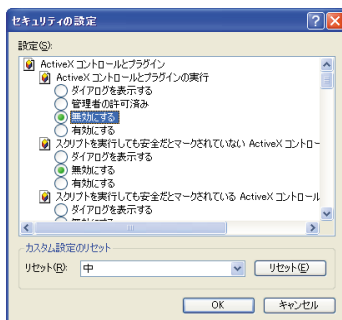 セキュリティの設定
設定(S):
ActiveX コントロールとプラグイン
ActiveX コントロールとプラグインの実行
ダイアログを表示する
管理者の許可済み
無効にする
有効にする
スクリプトを実行しても安全だとマークされていない ActiveX コントロー
ダイアログを表示する
無効にする
有効にする
スクリプトを実行しても安全だとマークされている ActiveX コントロール
ダイアログを表示する
カスタム設定のリセット
リセット(R):
中
リセット(E)
OK
キャンセル